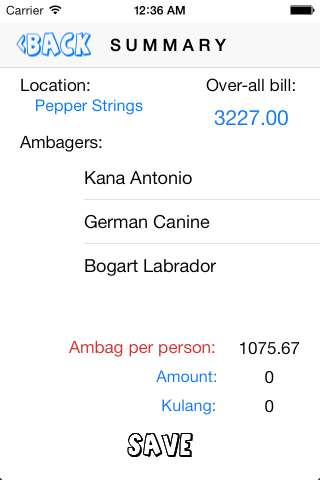 Carrier 12:36 AM
<BACK SUMMARY
Location: Over-all bill:
Pepper Strings 3227.00
Ambagers:
Kana Antonio
German Canine
Bogart Labrador
Ambag per person: 1075.67
Amount: 0
Kulang: 0
SAVE